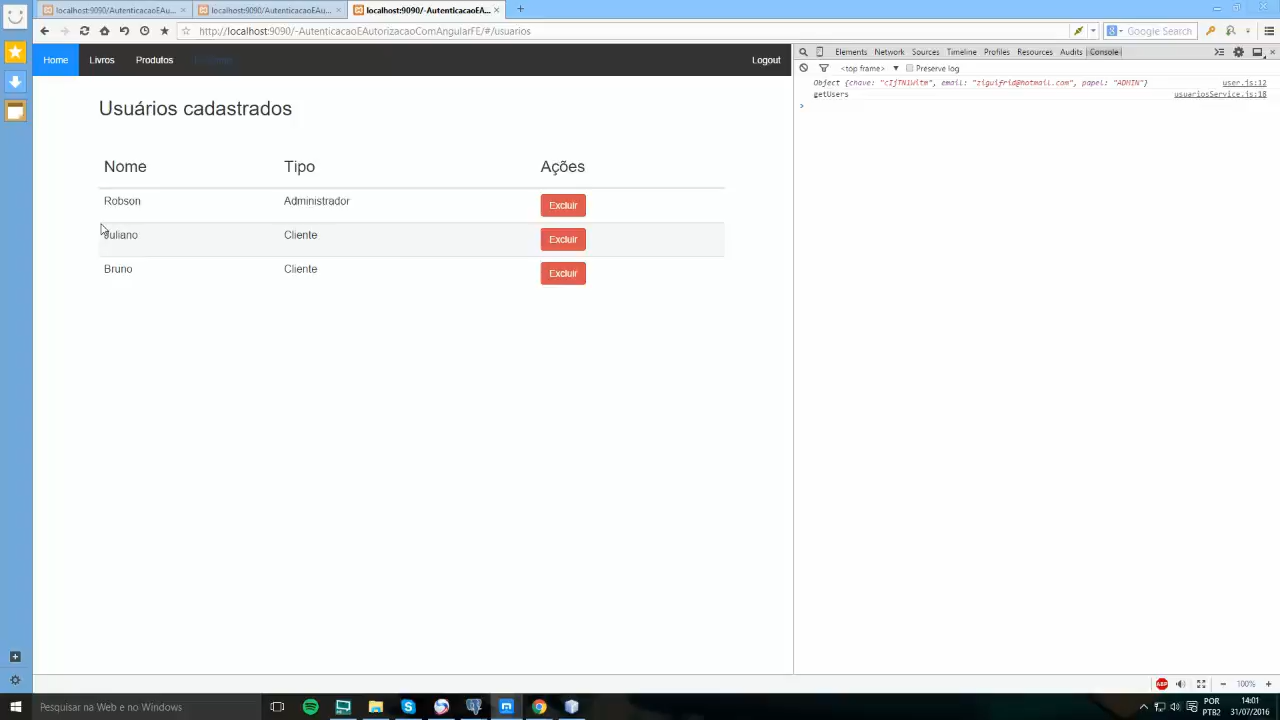 localhost:9090/AutenticacaoEAu...
localhost:9090/AutenticacaoEAu...
localhost:9090/-AutenticacaoEA...
http://localhost:9090/-AutenticacaoEAutorizacaoComAngularFE/#/usuarios
Google Search
Home Livros Produtos Logout
Elements Network Sources Timeline Profiles Resources Audits Console
<top frame> Preserve log
Object {chave: "cIjTN1Witm", email: "ziguifrid@hotmail.com", papel: "ADMIN"} user.js:12
getUsers usuariosService.js:18
Usuários cadastrados
Nome Tipo Ações
Robson Administrador Excluir
Juliano Cliente Excluir
Bruno Cliente Excluir
ABP 100%
Pesquisar na Web e no Windows
POR 14:01
PTB2 31/07/2016